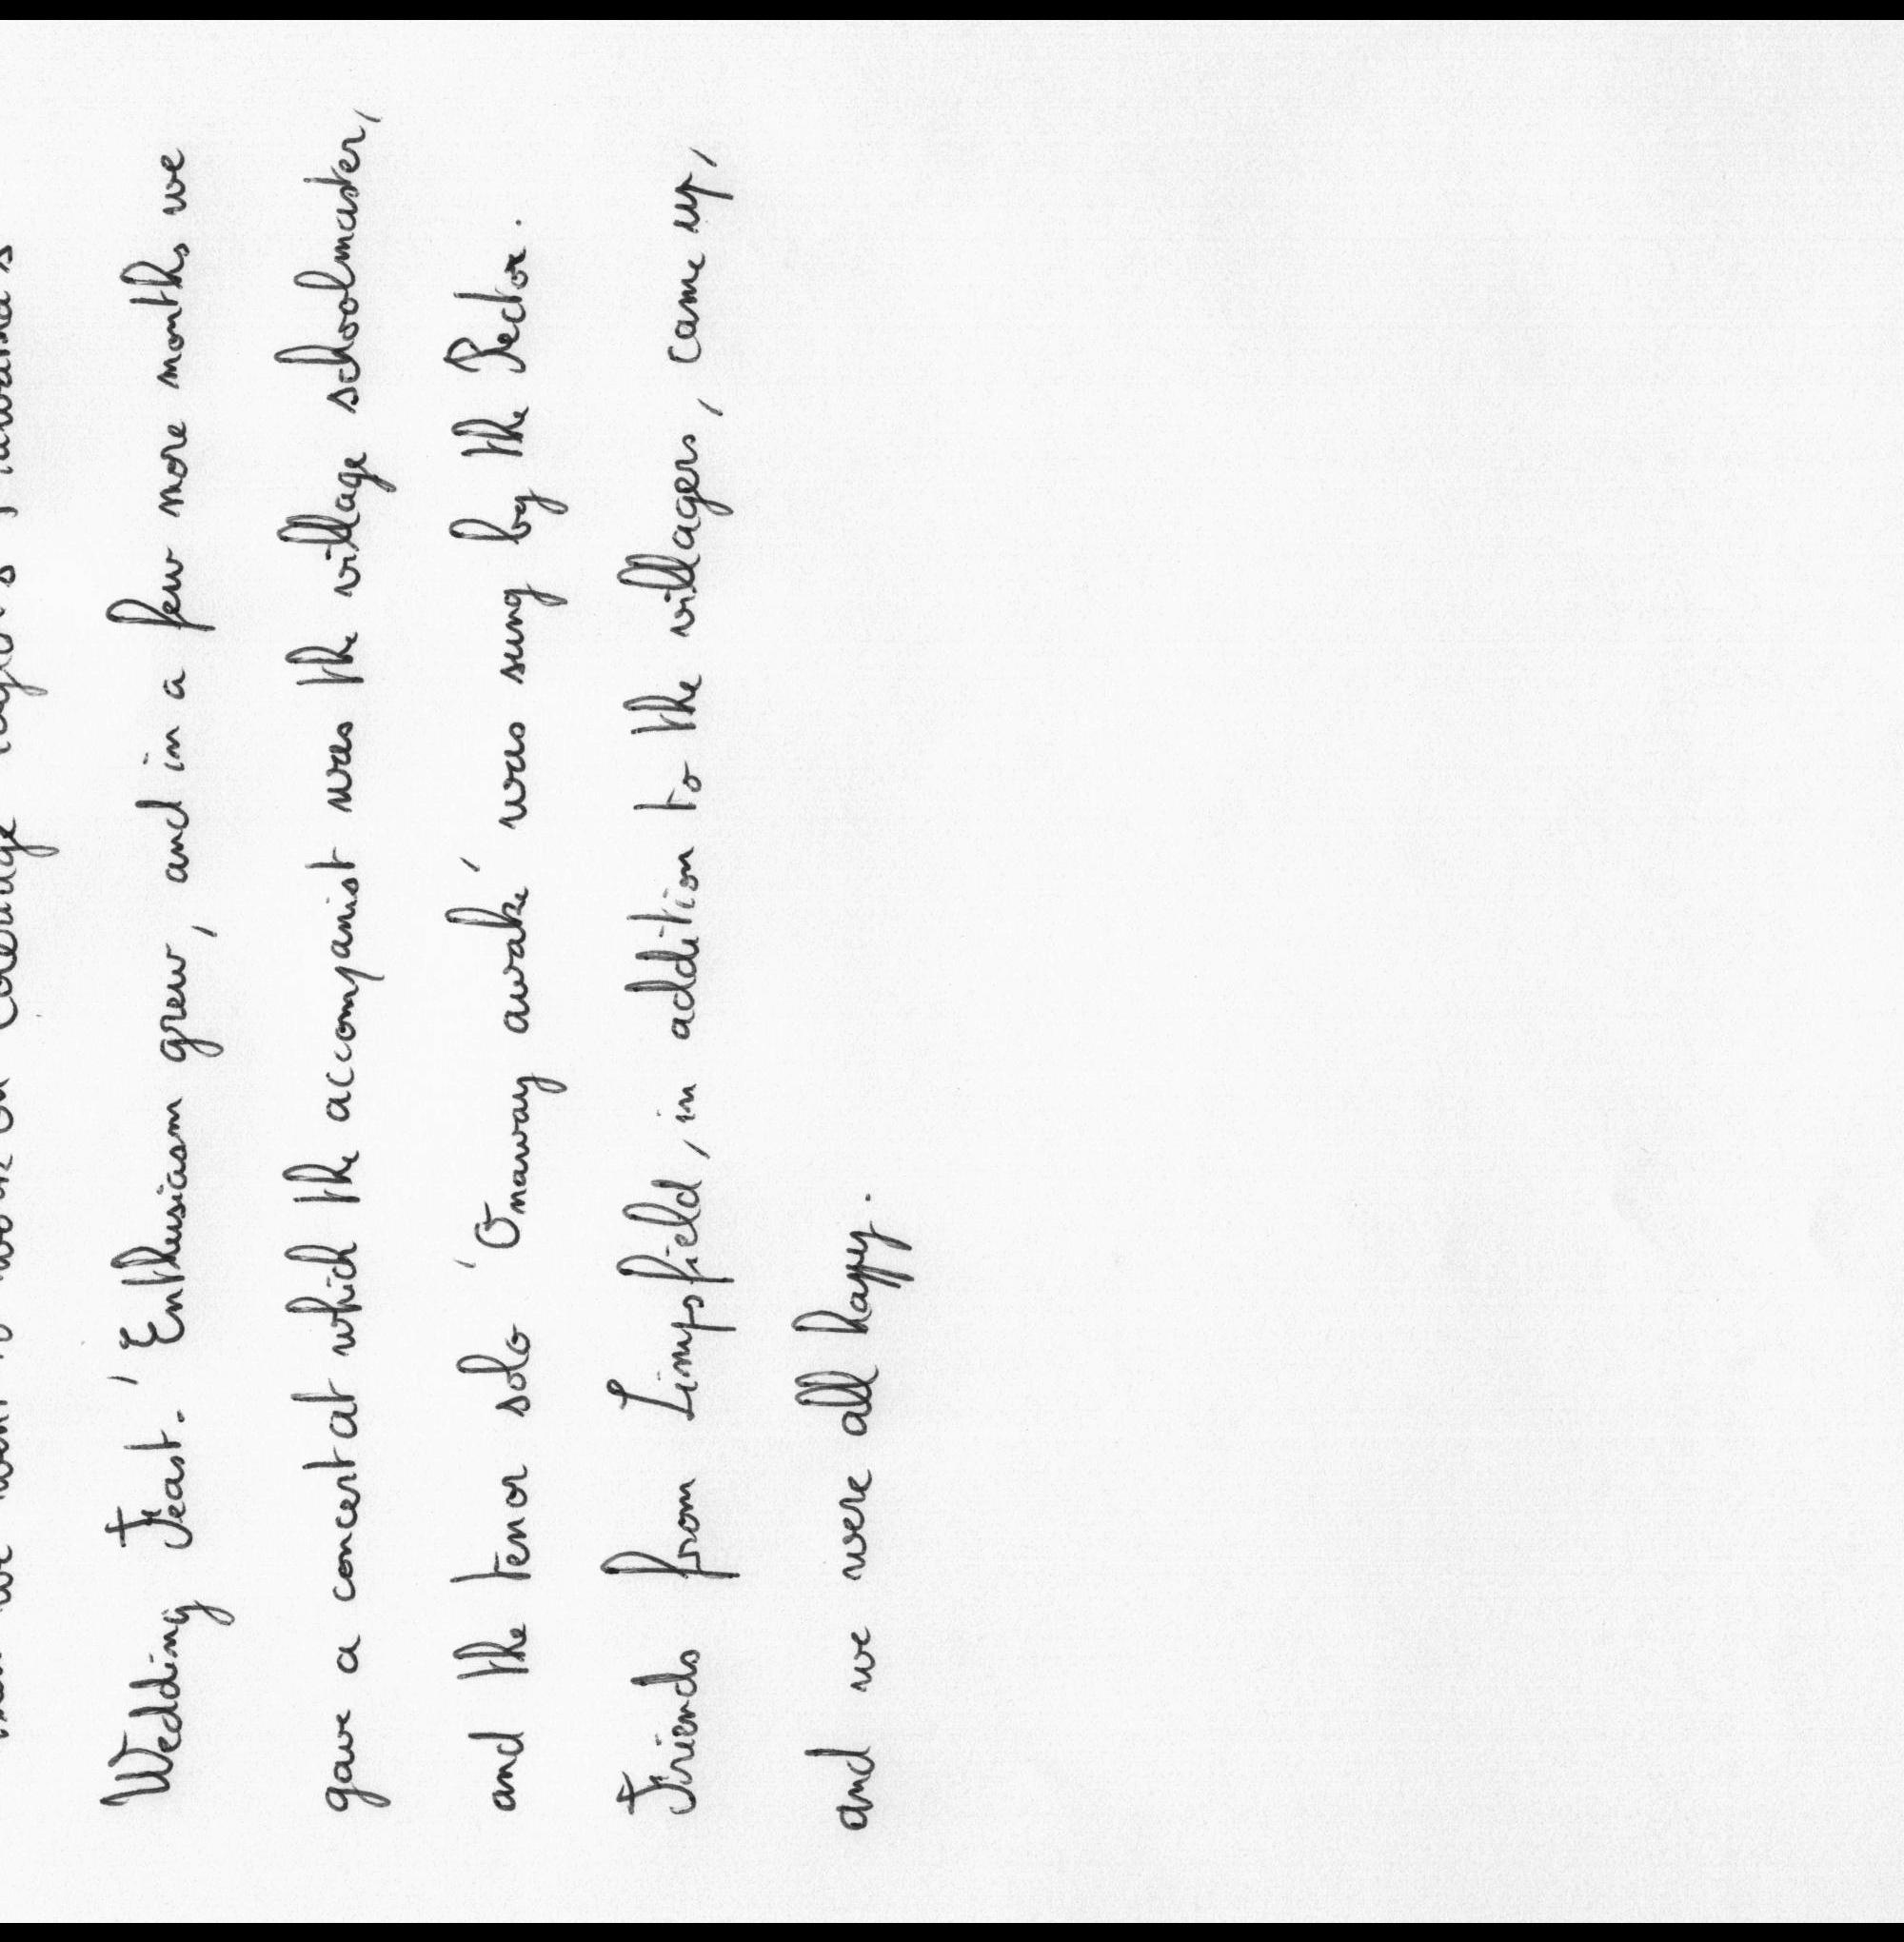 we went to work on Coleridge Taylor's
Wedding Feast.' Enthusiasm grew, and in a few more months we
gave a concert at which the accompanist was the village schoolmaster,
and the tenor solo 'Onaway awake' was sung by the Rector.
Friends from Limpsfield, in addition to the villagers, came up,
and we were all happy.